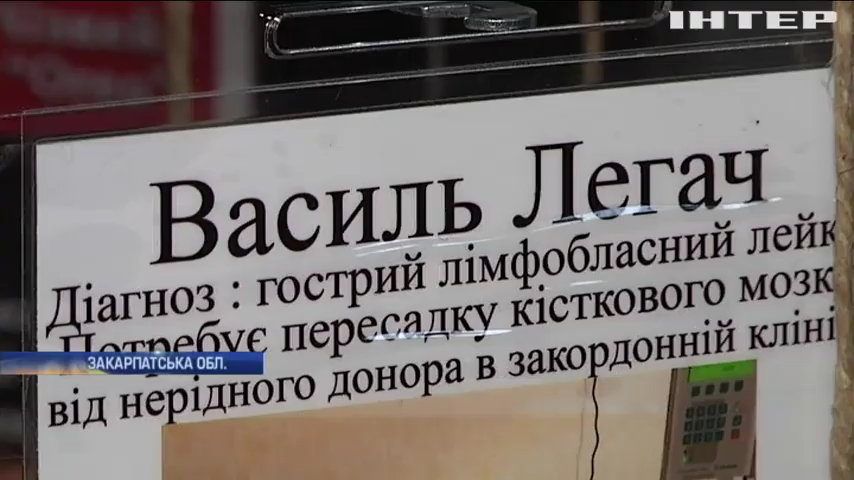 ІНТЕР
Василь Легач
Діагноз : гострий лімфобласний лейк
Потребує пересадку кісткового мозк
ЗАКАРПАТСЬКА ОБЛ.
від нерідного донора в закордонній кліні